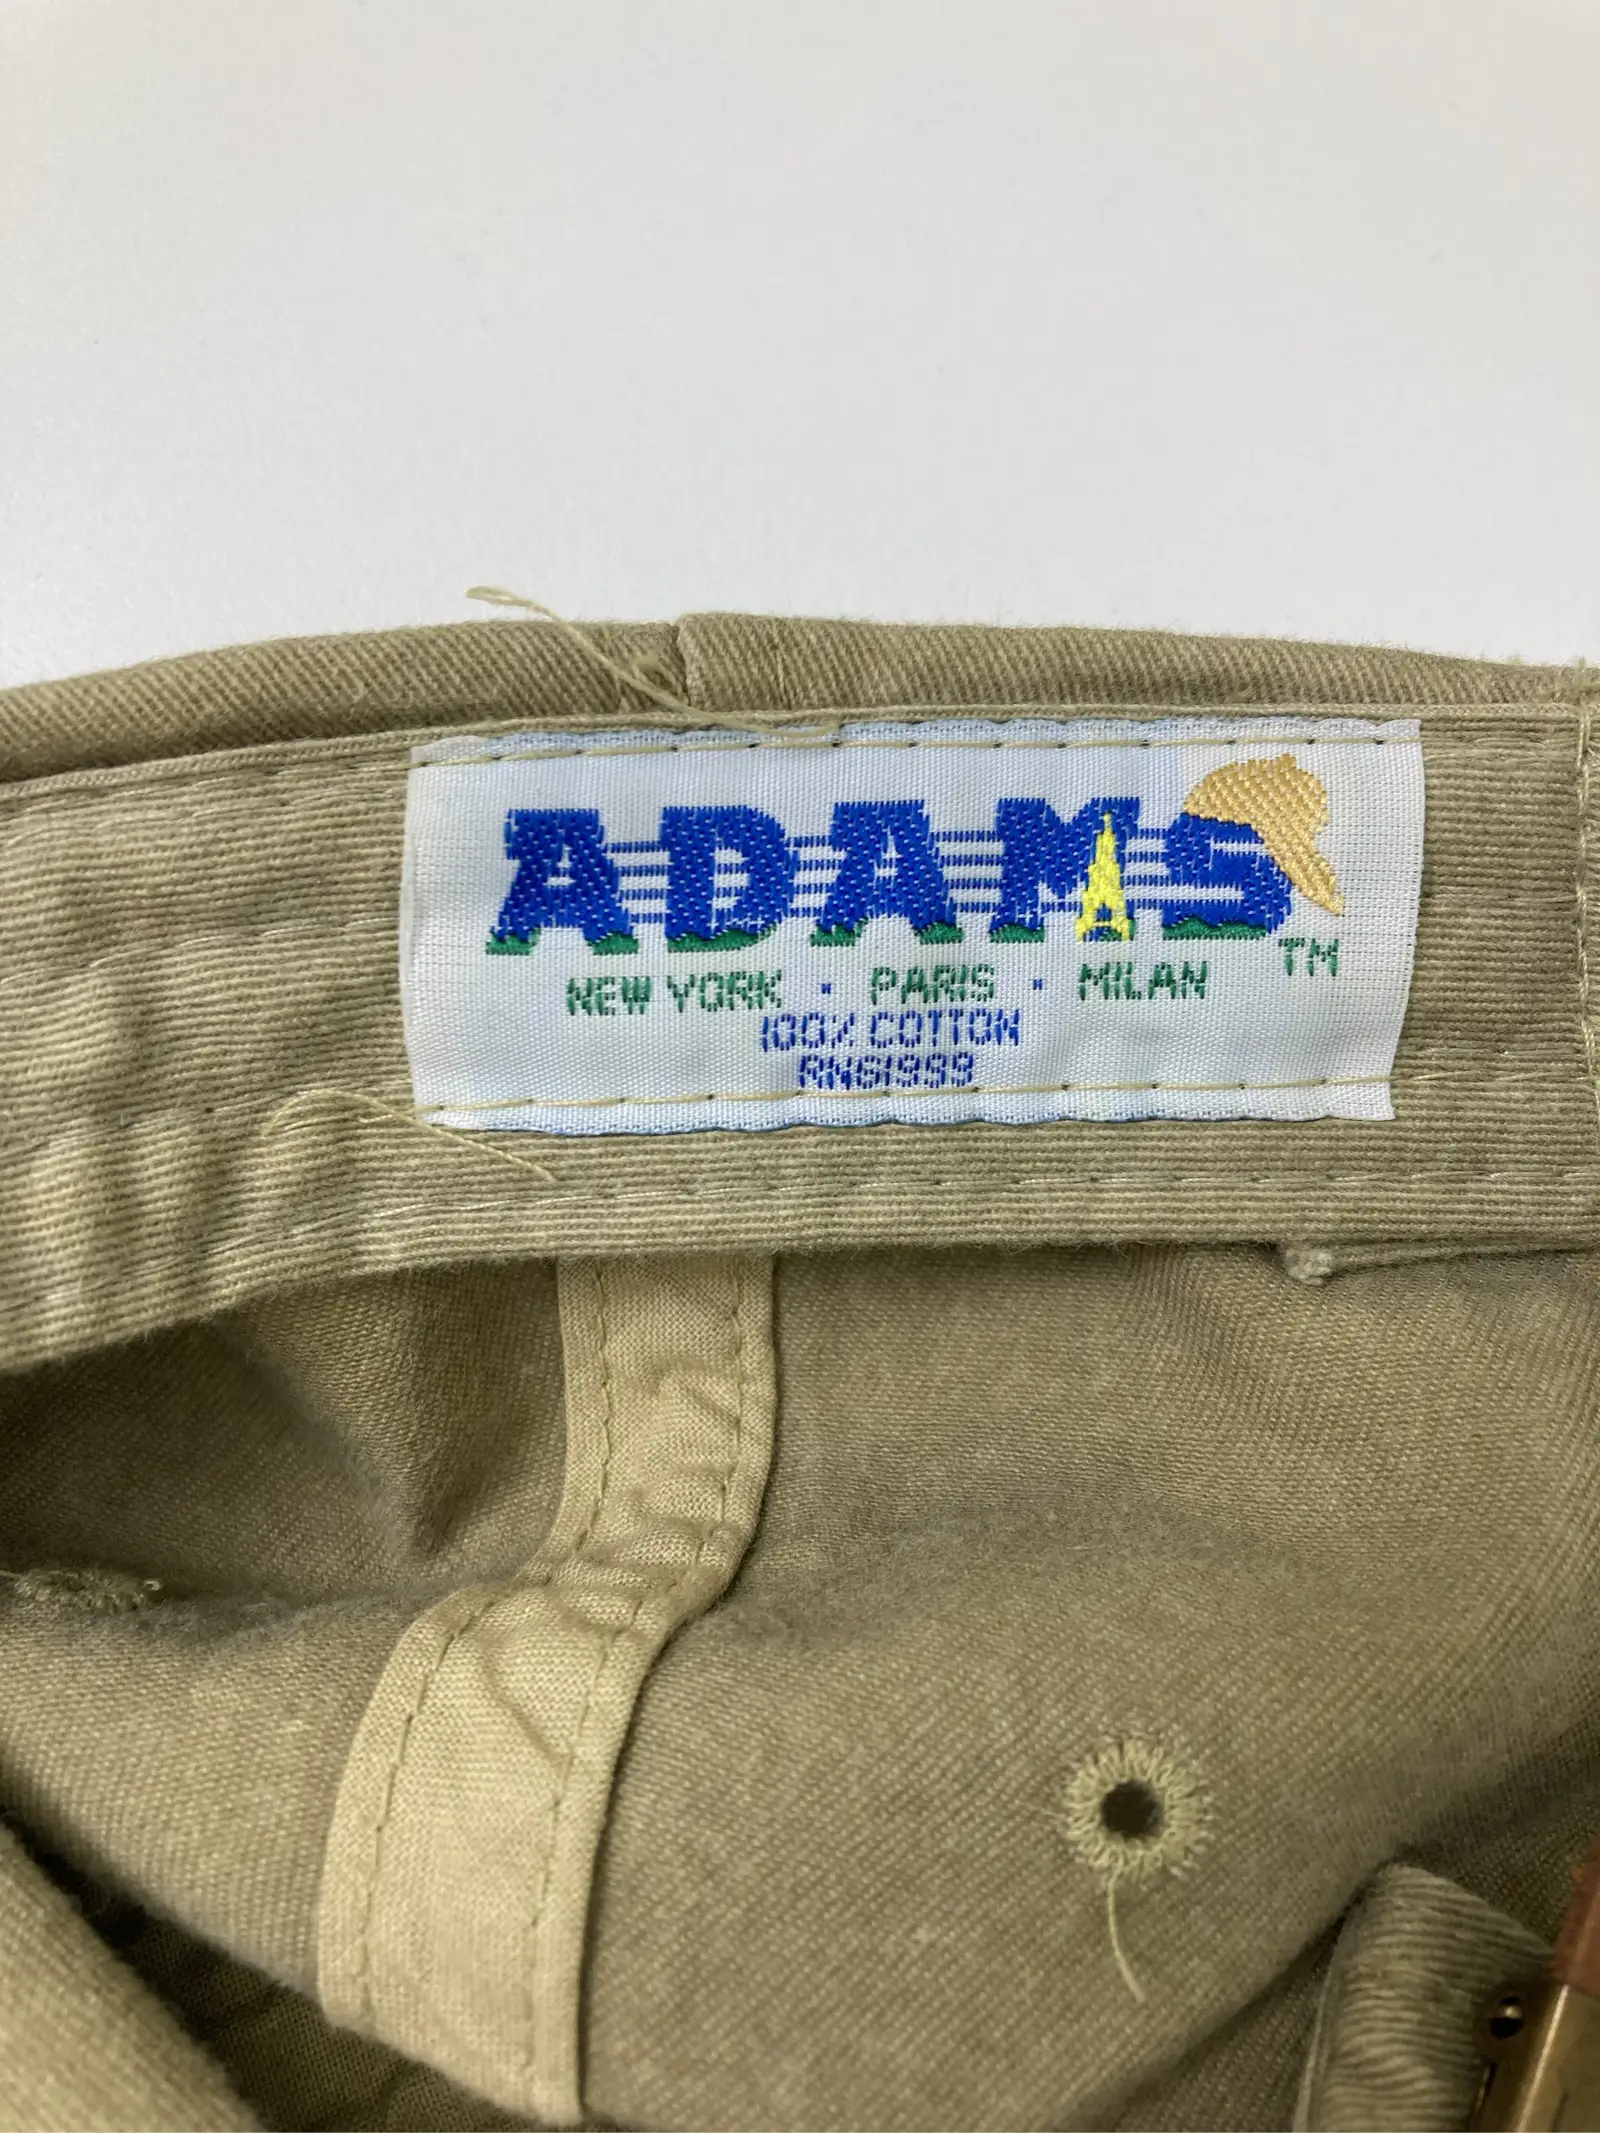 ADAMS
TM
NEW YORK · PARIS · MILAN
100% COTTON
RN61999